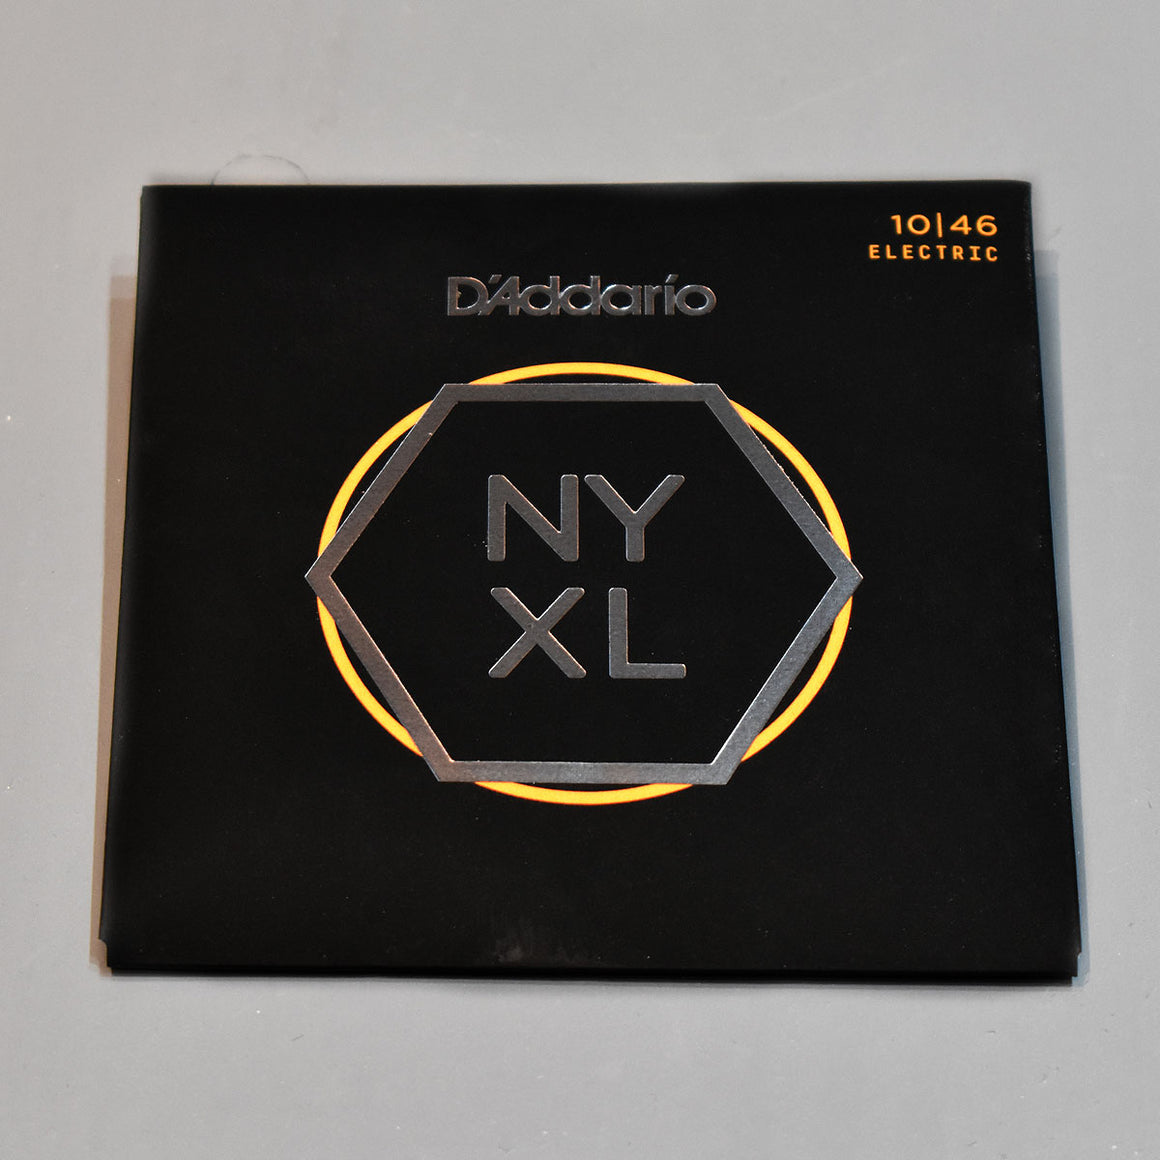 10|46
ELECTRIC
D'Addario
NY
XL